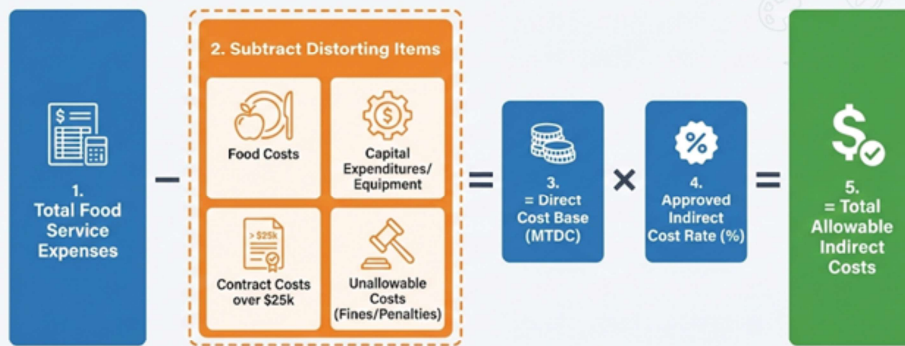 1.
Total Food
Service
Expenses
$
−
2. Subtract Distorting Items
Food Costs
$
Capital
Expenditures/
Equipment
> $25k
Contract Costs
over $25k
Unallowable
Costs
(Fines/Penalties)
=
3.
= Direct
Cost Base
(MTDC)
×
%
4.
Approved
Indirect
Cost Rate (%)
=
$
5.
= Total
Allowable
Indirect
Costs